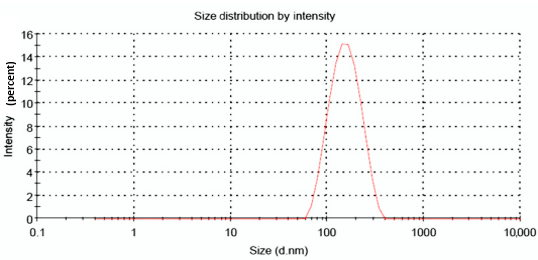 Size distribution by intensity
Intensity (percent)
16
14
12
10
8
6
4
2
0
0.1 1 10 100 1000 10,000
Size (d.nm)